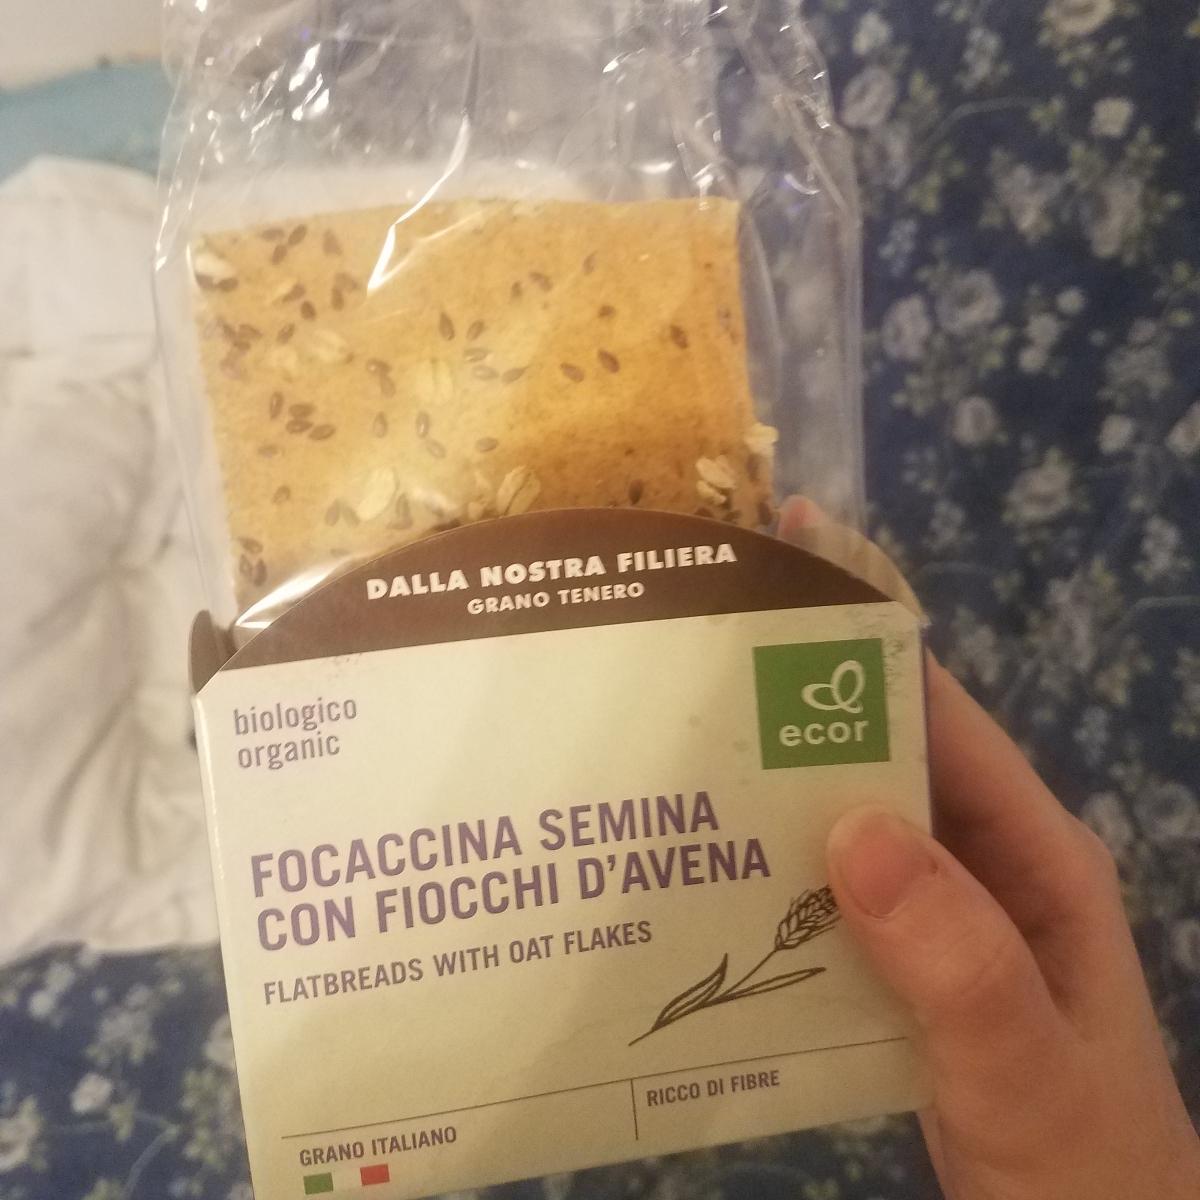 DALLA NOSTRA FILIERA
GRANO TENERO
biologico
organic
ecor
FOCACCINA SEMINA
CON FIOCCHI D'AVENA
FLATBREADS WITH OAT FLAKES
GRANO ITALIANO
RICCO DI FIBRE